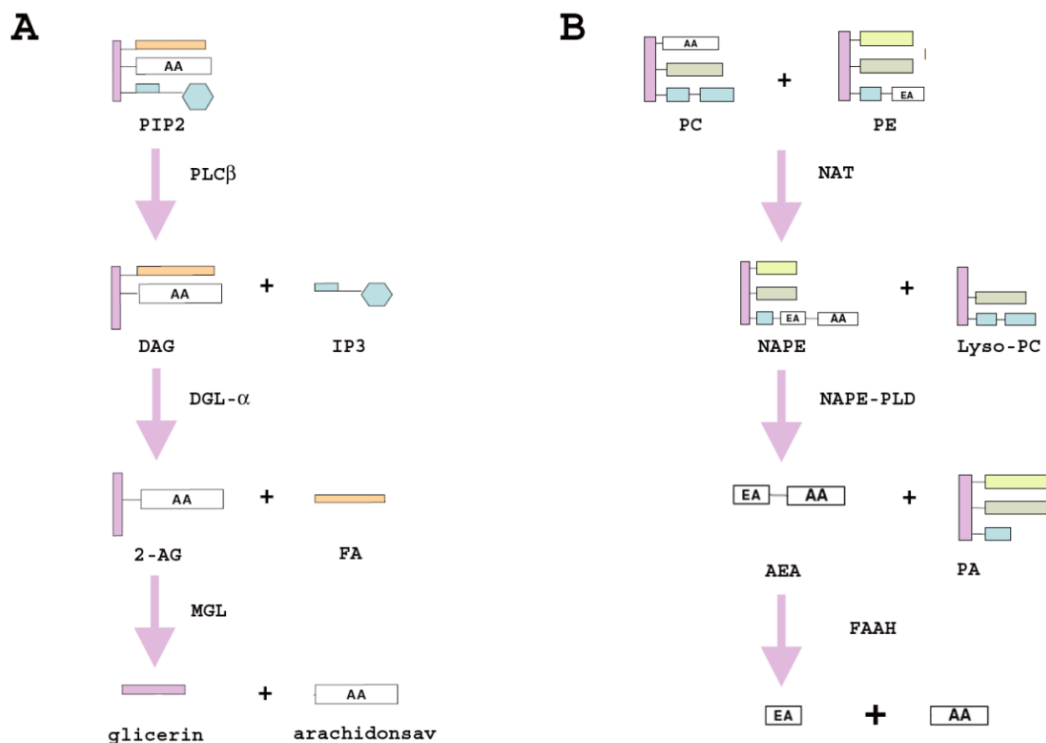 A
AA
PIP2
PLCβ
AA
+
DAG
IP3
DGL-α
AA
+
2-AG
FA
MGL
+
AA
glicerin
arachidonsav
B
AA
+
EA
PC
PE
NAT
EA
AA
+
NAPE
Lyso-PC
NAPE-PLD
EA
AA
+
AEA
PA
FAAH
EA
+
AA